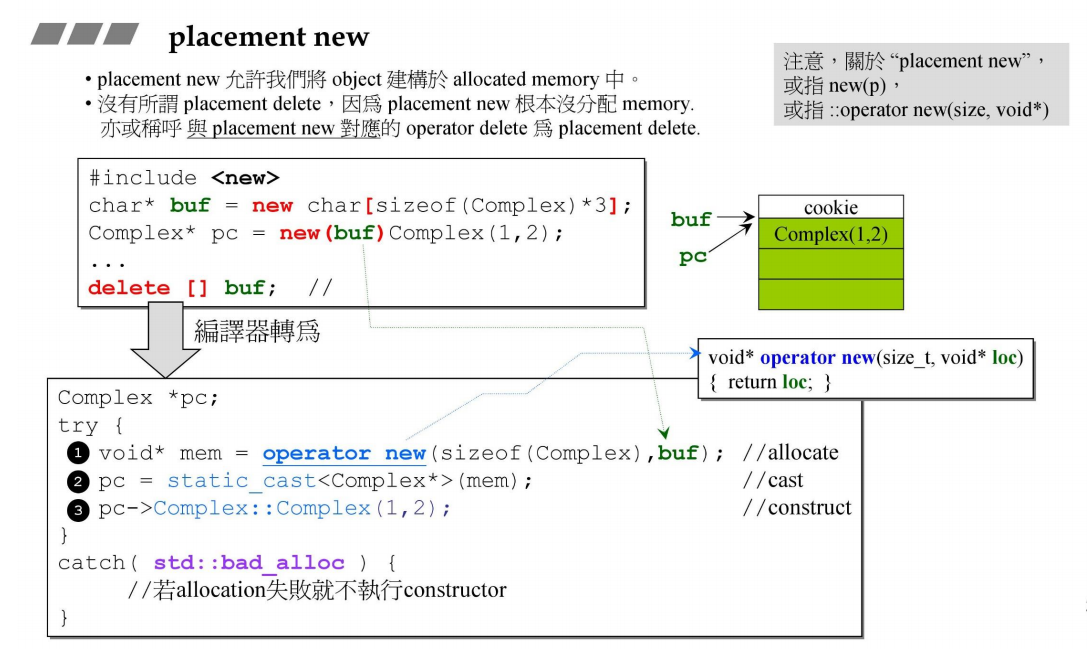 placement new
• placement new 允許我們將 object 建構於 allocated memory 中。
• 沒有所謂 placement delete，因爲 placement new 根本沒分配 memory.
亦或稱呼 與 placement new 對應的 operator delete 爲 placement delete.
注意，關於 “placement new”，
或指 new(p)，
或指 ::operator new(size, void*)
#include <new>
char* buf = new char[sizeof(Complex)*3];
Complex* pc = new(buf)Complex(1,2);
...
delete [] buf; //
buf
pc
cookie
Complex(1,2)
編譯器轉爲
void* operator new(size_t, void* loc)
{ return loc; }
Complex *pc;
try {
1 void* mem = operator new(sizeof(Complex),buf); //allocate
2 pc = static_cast<Complex*>(mem); //cast
3 pc->Complex::Complex(1,2); //construct
}
catch( std::bad_alloc ) {
//若allocation失敗就不執行constructor
}